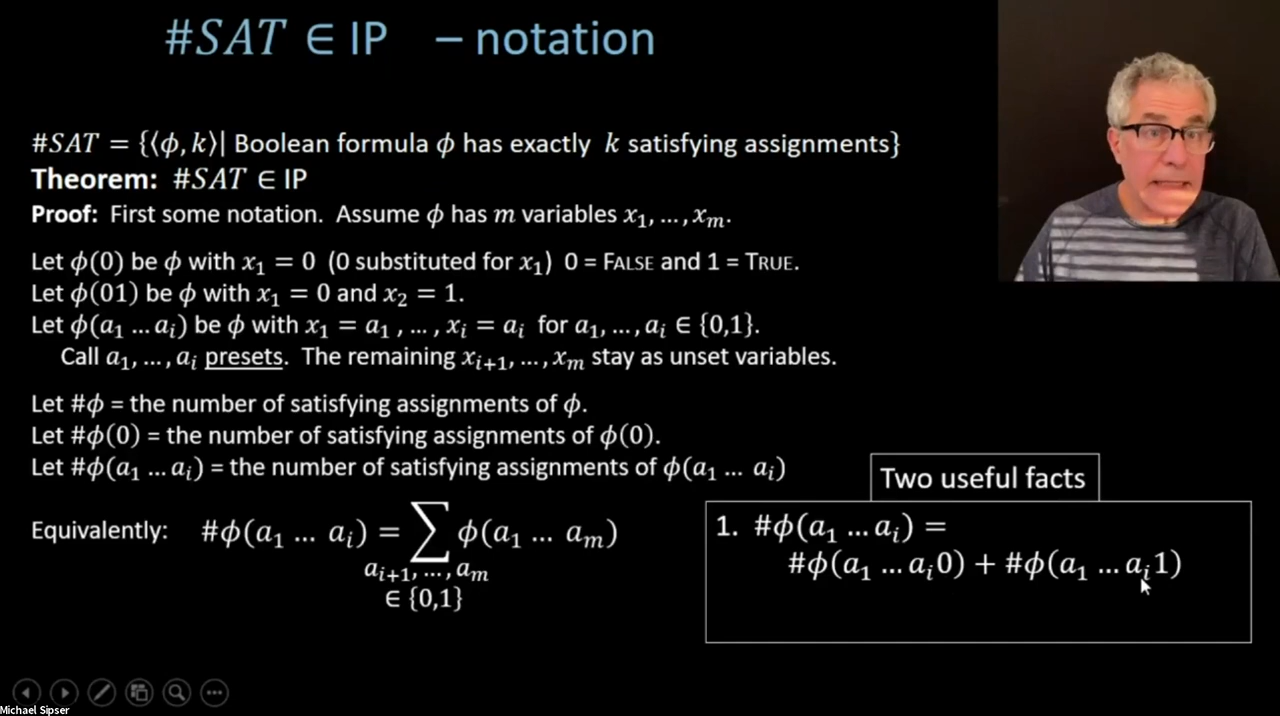 #SAT ∈ IP – notation
#SAT = {⟨ϕ, k⟩| Boolean formula ϕ has exactly k satisfying assignments}
Theorem: #SAT ∈ IP
Proof: First some notation. Assume ϕ has m variables x₁, …, xₘ.
Let ϕ(0) be ϕ with x₁ = 0 (0 substituted for x₁) 0 = FALSE and 1 = TRUE.
Let ϕ(01) be ϕ with x₁ = 0 and x₂ = 1.
Let ϕ(a₁ … aᵢ) be ϕ with x₁ = a₁ , … , xᵢ = aᵢ for a₁, … , aᵢ ∈ {0,1}.
Call a₁, … , aᵢ presets. The remaining xᵢ₊₁, … , xₘ stay as unset variables.
Let #ϕ = the number of satisfying assignments of ϕ.
Let #ϕ(0) = the number of satisfying assignments of ϕ(0).
Let #ϕ(a₁ … aᵢ) = the number of satisfying assignments of ϕ(a₁ … aᵢ)
Equivalently: #ϕ(a₁ … aᵢ) = ∑ ϕ(a₁ … aₘ)
aᵢ₊₁, … , aₘ
∈ {0,1}
Two useful facts
1. #ϕ(a₁ … aᵢ) =
#ϕ(a₁ … aᵢ0) + #ϕ(a₁ … aᵢ1)
Michael Sipser